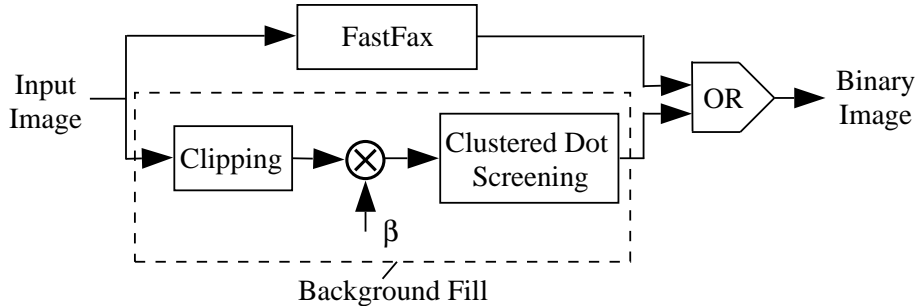 FastFax
Input
Image
OR
Binary
Image
Clipping
Clustered Dot
Screening
β
Background Fill